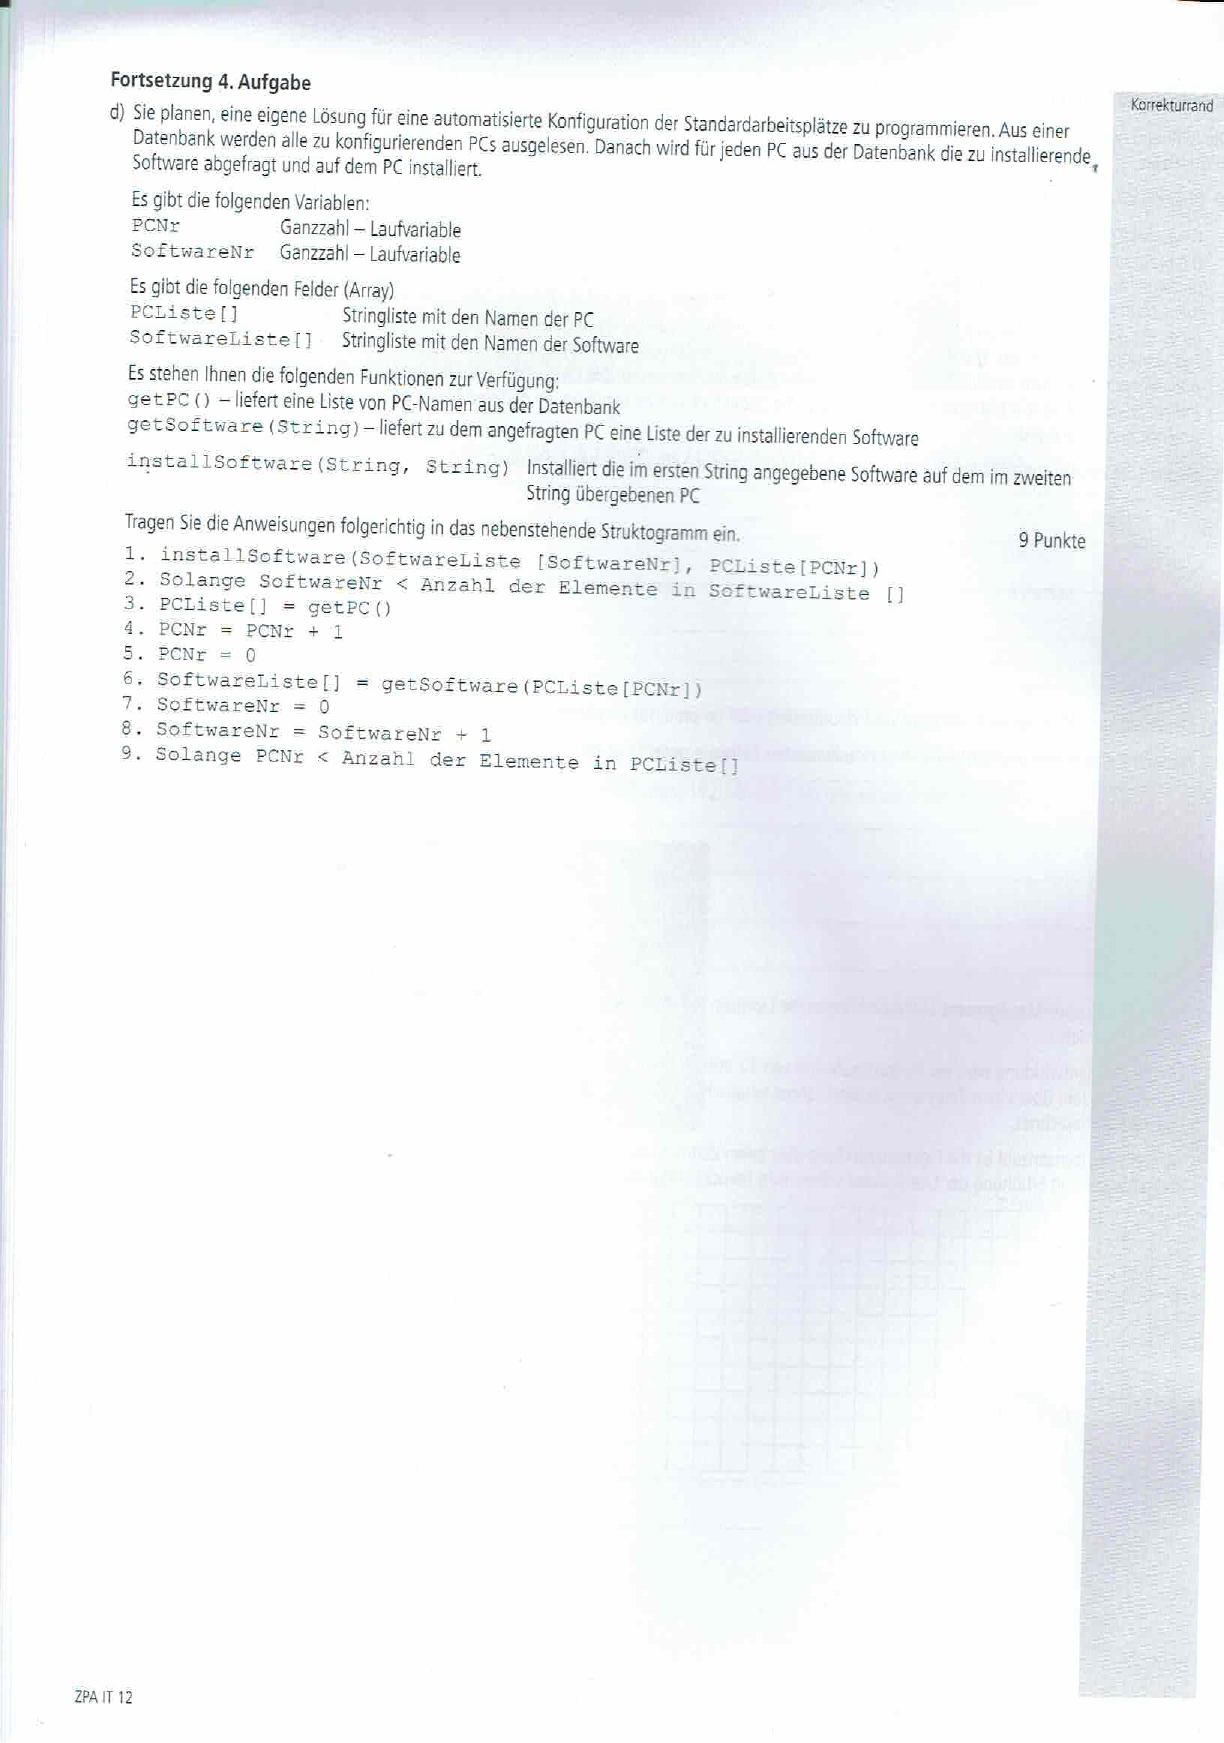 Fortsetzung 4. Aufgabe
Korrekturrand
d) Sie planen, eine eigene Lösung für eine automatisierte Konfiguration der Standardarbeitsplätze zu programmieren. Aus einer
Datenbank werden alle zu konfigurierenden PCs ausgelesen. Danach wird für jeden PC aus der Datenbank die zu installierende
Software abgefragt und auf dem PC installiert.
Es gibt die folgenden Variablen:
PCNr Ganzzahl – Laufvariable
SoftwareNr Ganzzahl – Laufvariable
Es gibt die folgenden Felder (Array)
PCListe[] Stringliste mit den Namen der PC
SoftwareListe[] Stringliste mit den Namen der Software
Es stehen Ihnen die folgenden Funktionen zur Verfügung:
getPC() – liefert eine Liste von PC-Namen aus der Datenbank
getSoftware(String) – liefert zu dem angefragten PC eine Liste der zu installierenden Software
installSoftware(String, String) Installiert die im ersten String angegebene Software auf dem im zweiten
String übergebenen PC
Tragen Sie die Anweisungen folgerichtig in das nebenstehende Struktogramm ein.
9 Punkte
1. installSoftware(SoftwareListe [SoftwareNr], PCListe[PCNr])
2. Solange SoftwareNr < Anzahl der Elemente in SoftwareListe []
3. PCListe[] = getPC()
4. PCNr = PCNr + 1
5. PCNr = 0
6. SoftwareListe[] = getSoftware(PCListe[PCNr])
7. SoftwareNr = 0
8. SoftwareNr = SoftwareNr + 1
9. Solange PCNr < Anzahl der Elemente in PCListe[]
ZPA IT 12